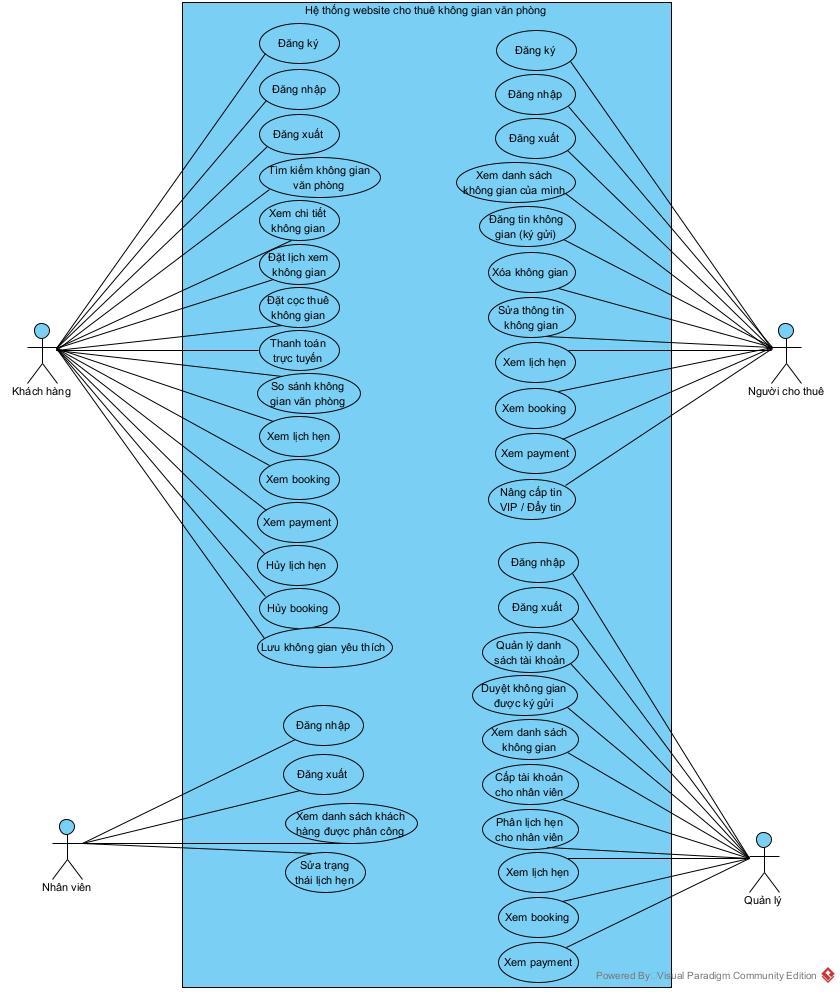 Hệ thống website cho thuê không gian văn phòng
Đăng ký
Đăng nhập
Đăng xuất
Tìm kiếm không gian
văn phòng
Xem chi tiết
không gian
Đặt lịch xem
không gian
Đặt cọc thuê
không gian
Thanh toán
trực tuyến
So sánh không
gian văn phòng
Xem lịch hẹn
Xem booking
Xem payment
Hủy lịch hẹn
Hủy booking
Lưu không gian yêu thích
Khách hàng
Đăng ký
Đăng nhập
Đăng xuất
Xem danh sách
không gian của mình
Đăng tin không
gian (ký gửi)
Xóa không gian
Sửa thông tin
không gian
Xem lịch hẹn
Xem booking
Xem payment
Nâng cấp tin
VIP / Đẩy tin
Người cho thuê
Đăng nhập
Đăng xuất
Xem danh sách khách
hàng được phân công
Sửa trạng
thái lịch hẹn
Nhân viên
Đăng nhập
Đăng xuất
Quản lý danh
sách tài khoản
Duyệt không gian
được ký gửi
Xem danh sách
không gian
Cấp tài khoản
cho nhân viên
Phân lịch hẹn
cho nhân viên
Xem lịch hẹn
Xem booking
Xem payment
Quản lý
Powered By: Visual Paradigm Community Edition